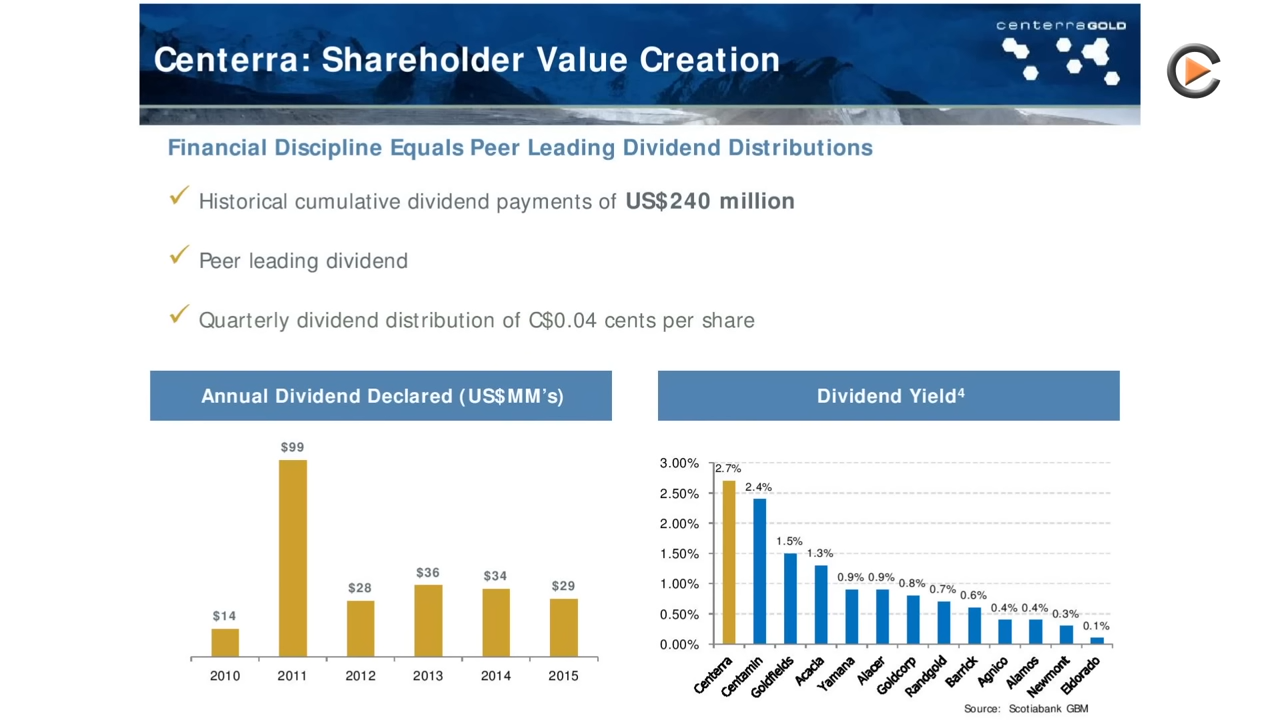 centerraGOLD
Centerra: Shareholder Value Creation
Financial Discipline Equals Peer Leading Dividend Distributions
Historical cumulative dividend payments of US$240 million
Peer leading dividend
Quarterly dividend distribution of C$0.04 cents per share
Annual Dividend Declared (US$MM’s)
$14
$99
$28
$36
$34
$29
2010
2011
2012
2013
2014
2015
Dividend Yield4
3.00%
2.50%
2.00%
1.50%
1.00%
0.50%
0.00%
2.7%
2.4%
1.5%
1.3%
0.9%
0.9%
0.8%
0.7%
0.6%
0.4%
0.4%
0.3%
0.1%
Centerra
Centamin
Goldfields
Acacia
Yamana
Alacer
Goldcorp
Randgold
Barrick
Agnico
Alamos
Newmont
Eldorado
Source: Scotiabank GBM